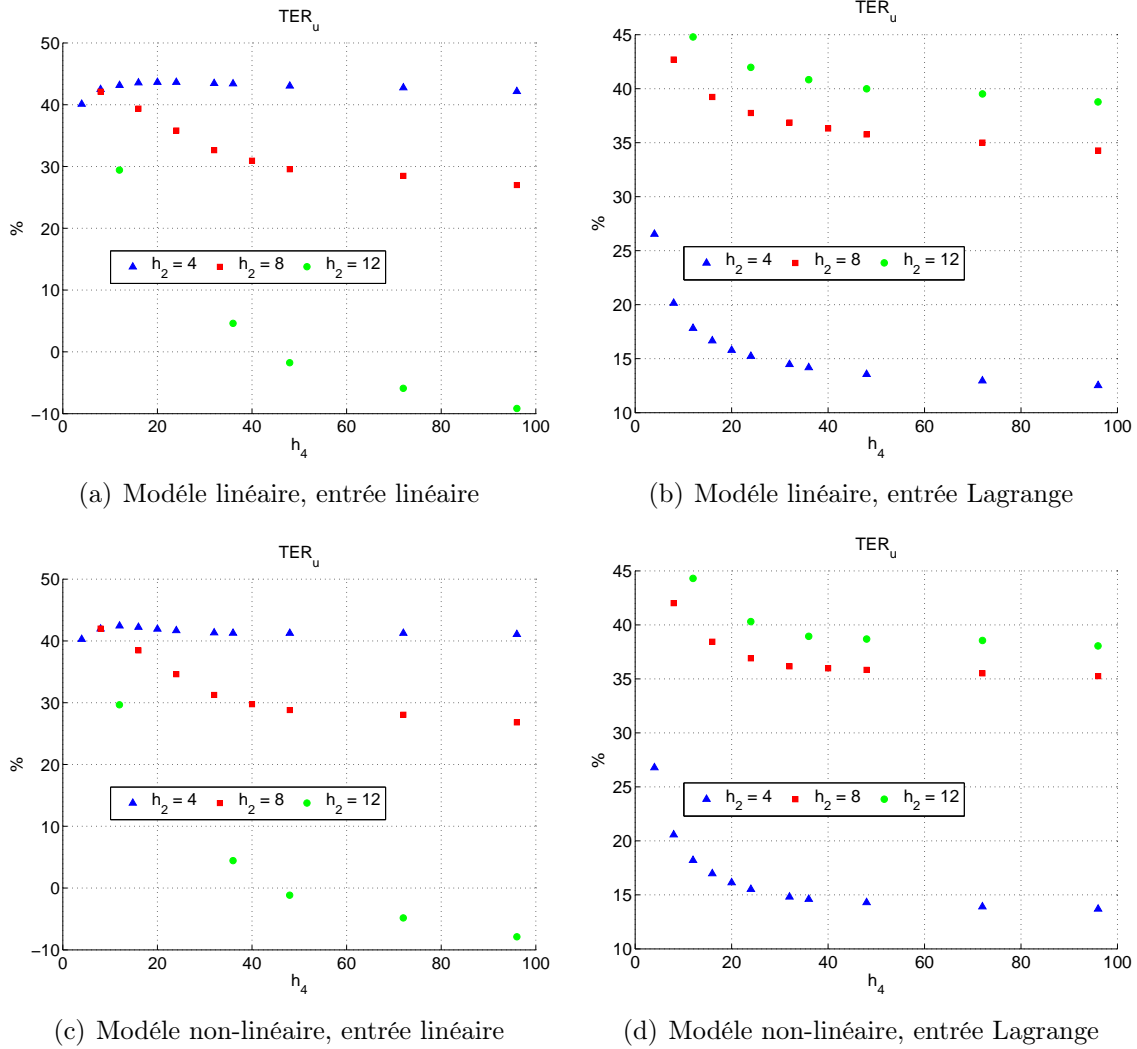 TER_u
50
40
30
20
10
0
−10
%
h_2 = 4 h_2 = 8 h_2 = 12
0 20 40 60 80 100
h_4
(a) Modéle linéaire, entrée linéaire
TER_u
45
40
35
30
25
20
15
10
%
h_2 = 4 h_2 = 8 h_2 = 12
0 20 40 60 80 100
h_4
(b) Modéle linéaire, entrée Lagrange
TER_u
50
40
30
20
10
0
−10
%
h_2 = 4 h_2 = 8 h_2 = 12
0 20 40 60 80 100
h_4
(c) Modéle non-linéaire, entrée linéaire
TER_u
45
40
35
30
25
20
15
10
%
h_2 = 4 h_2 = 8 h_2 = 12
0 20 40 60 80 100
h_4
(d) Modéle non-linéaire, entrée Lagrange